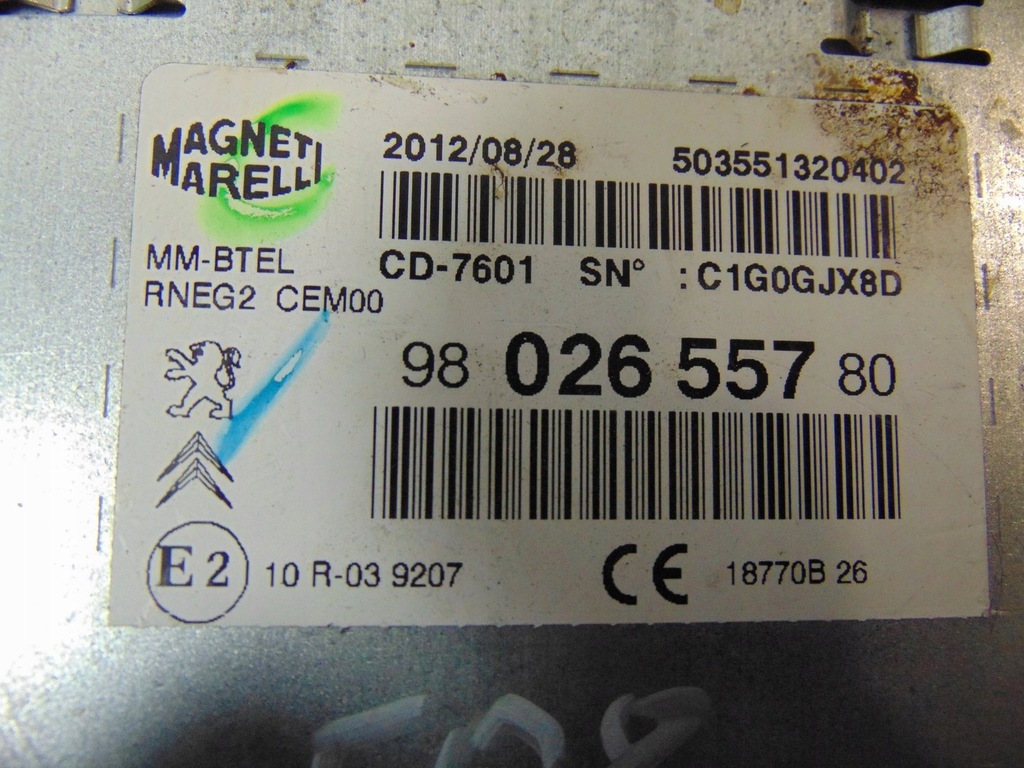 MAGNETI
MARELLI
2012/08/28 503551320402
MM-BTEL
RNEG2 CEM00
CD-7601 SN° : C1G0GJX8D
98 026 557 80
E2 10 R-03 9207
CE 18770B 26